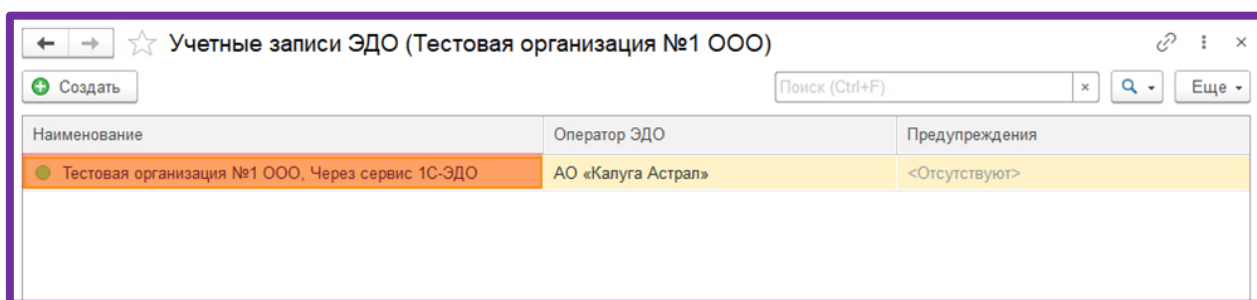 Учетные записи ЭДО (Тестовая организация №1 ООО)
Создать
Поиск (Ctrl+F)
Еще
Наименование Оператор ЭДО Предупреждения
Тестовая организация №1 ООО, Через сервис 1С-ЭДО АО «Калуга Астрал» <Отсутствуют>